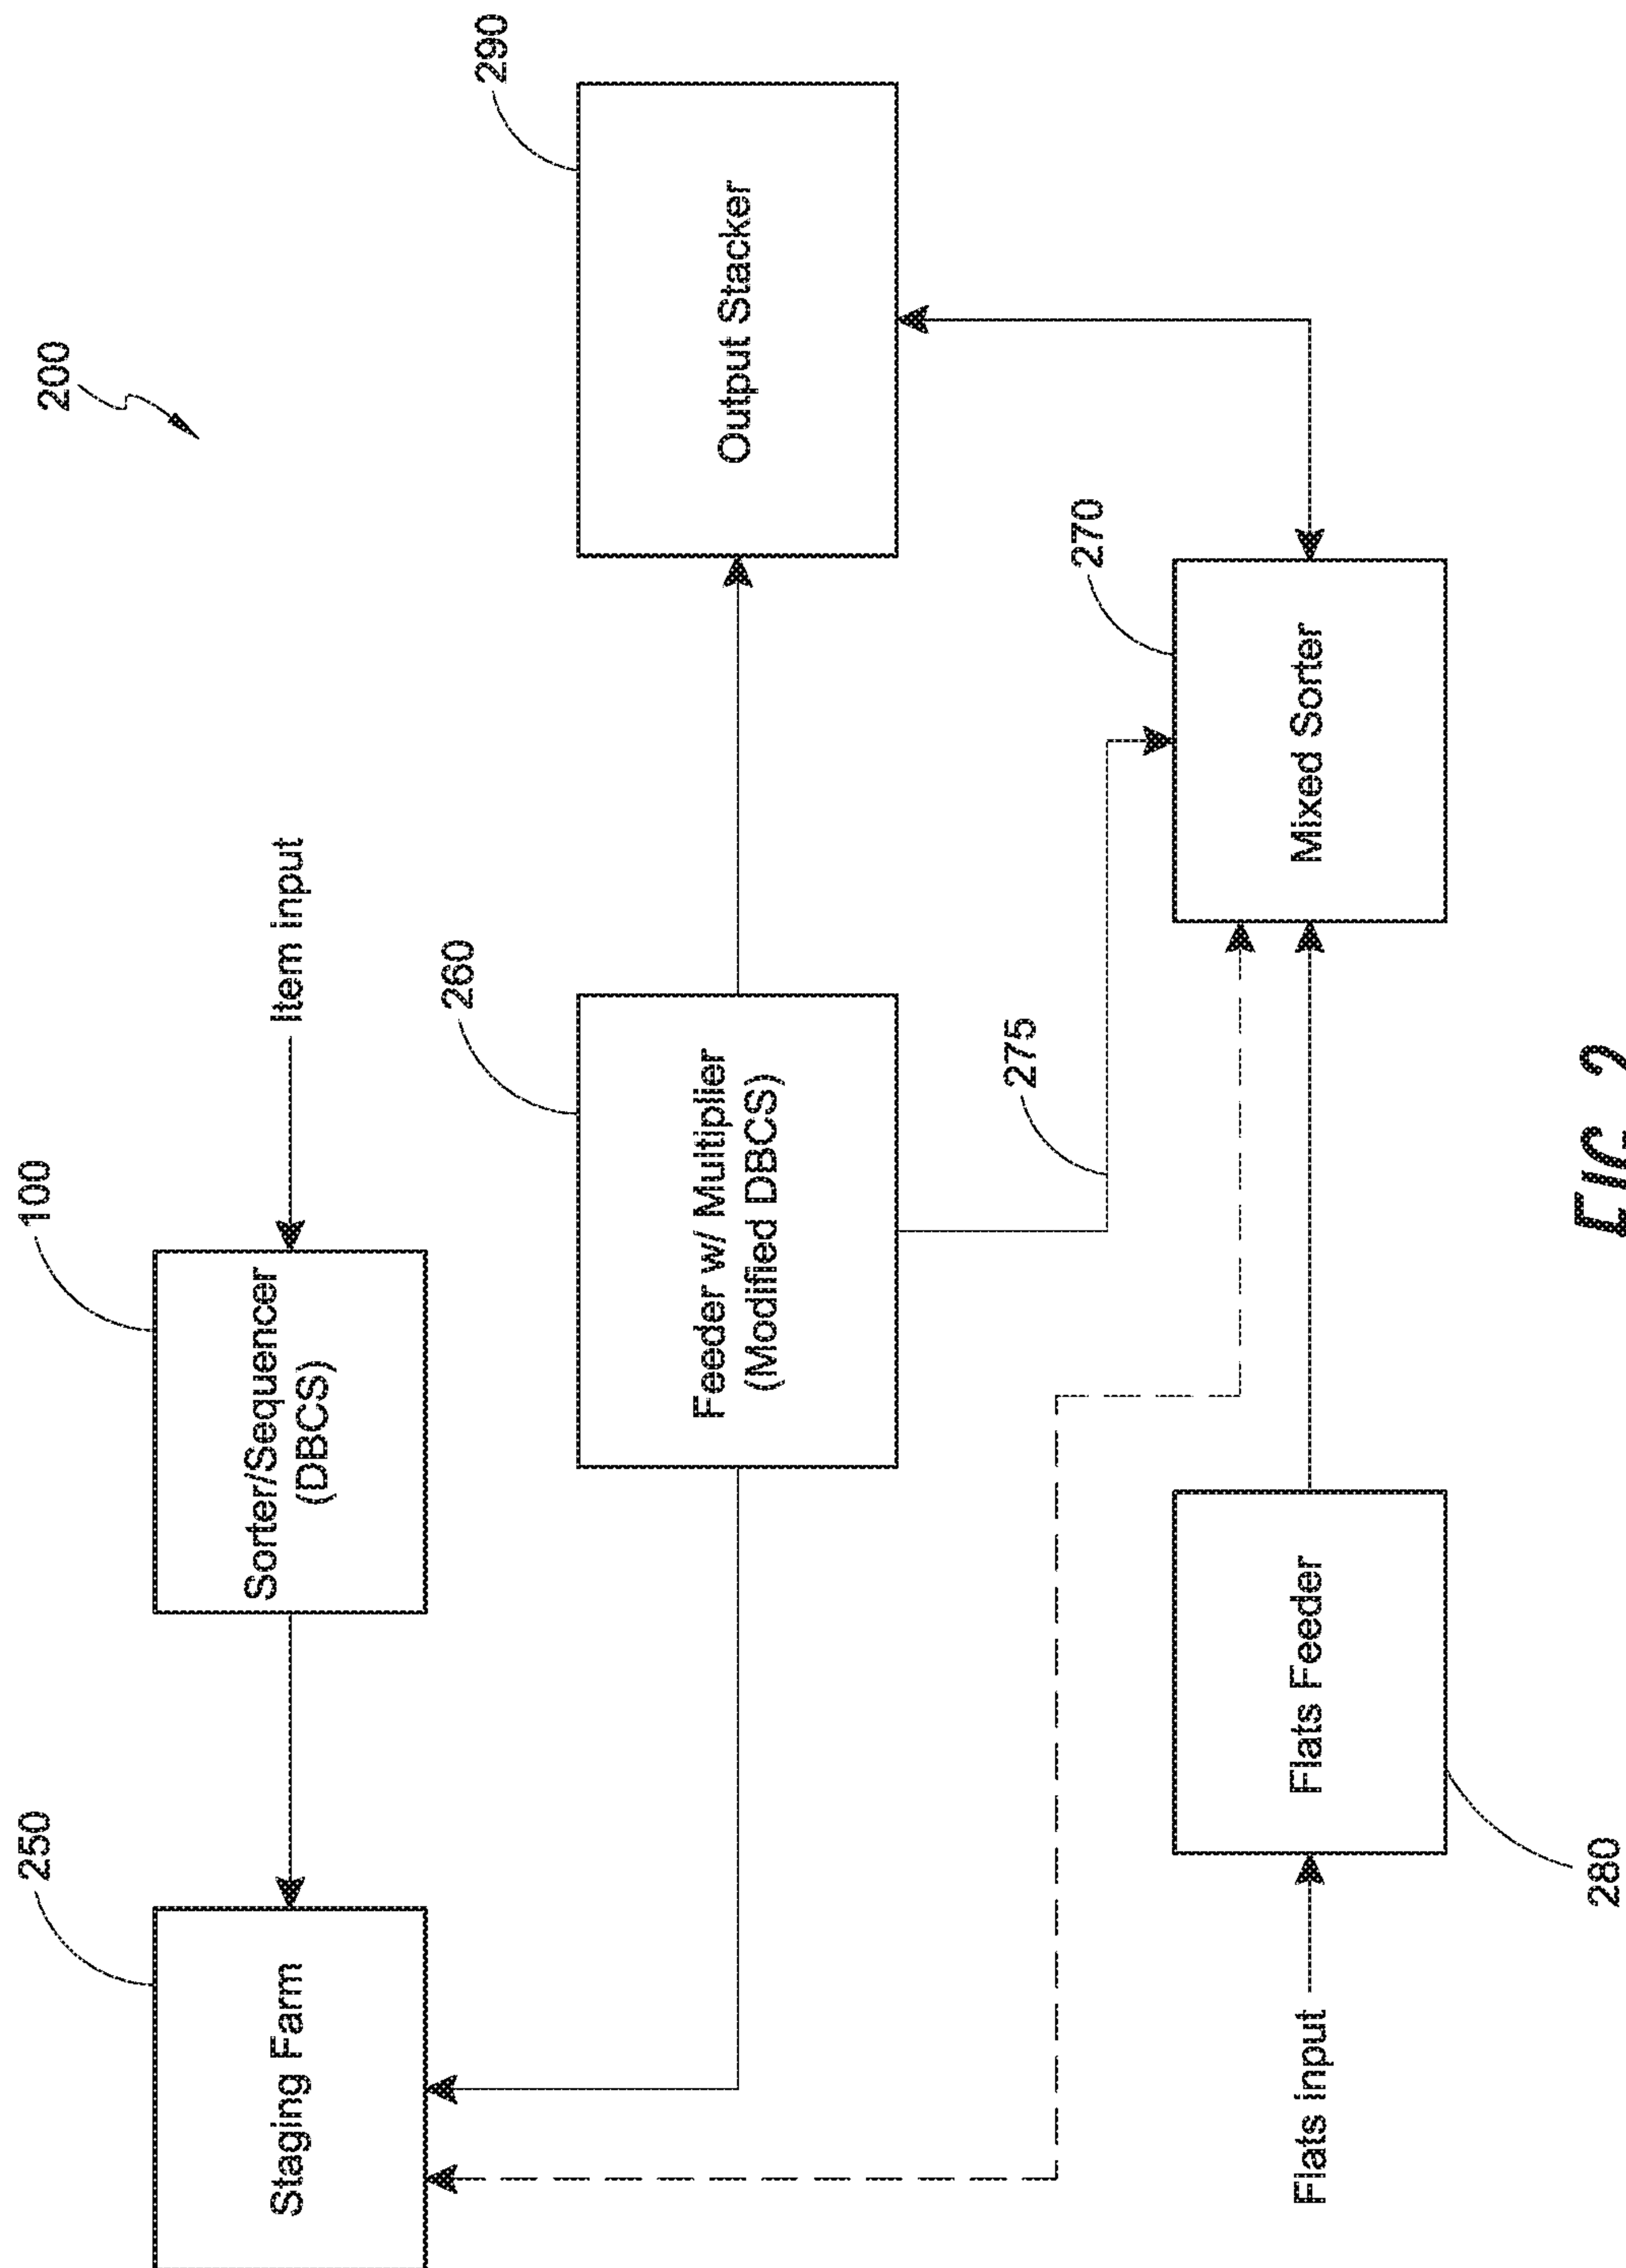 250
100
200
Staging Farm
Sorter/Sequencer
(DBCS)
Item input
260
290
Feeder w/ Multiplier
(Modified DBCS)
Output Stacker
275
270
Flats input
Flats Feeder
Mixed Sorter
280
FIG. 2